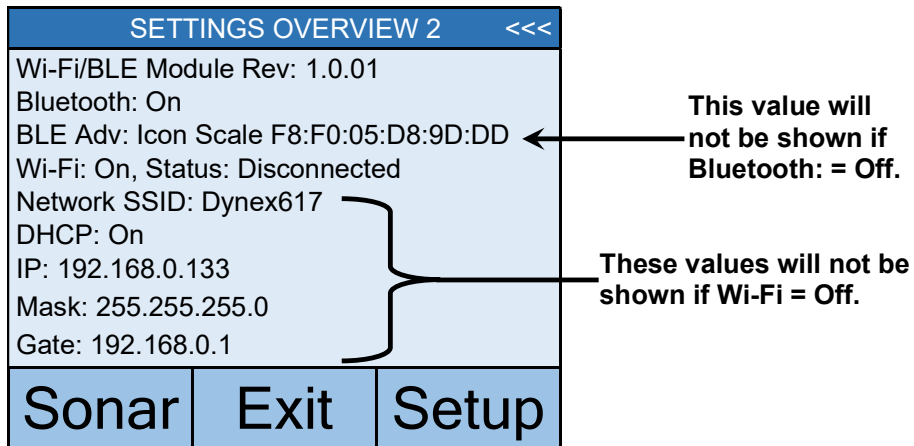 SETTINGS OVERVIEW 2 <<<
Wi-Fi/BLE Module Rev: 1.0.01
Bluetooth: On
BLE Adv: Icon Scale F8:F0:05:D8:9D:DD
Wi-Fi: On, Status: Disconnected
Network SSID: Dynex617
DHCP: On
IP: 192.168.0.133
Mask: 255.255.255.0
Gate: 192.168.0.1
Sonar Exit Setup
This value will
not be shown if
Bluetooth: = Off.
These values will not be
shown if Wi-Fi = Off.